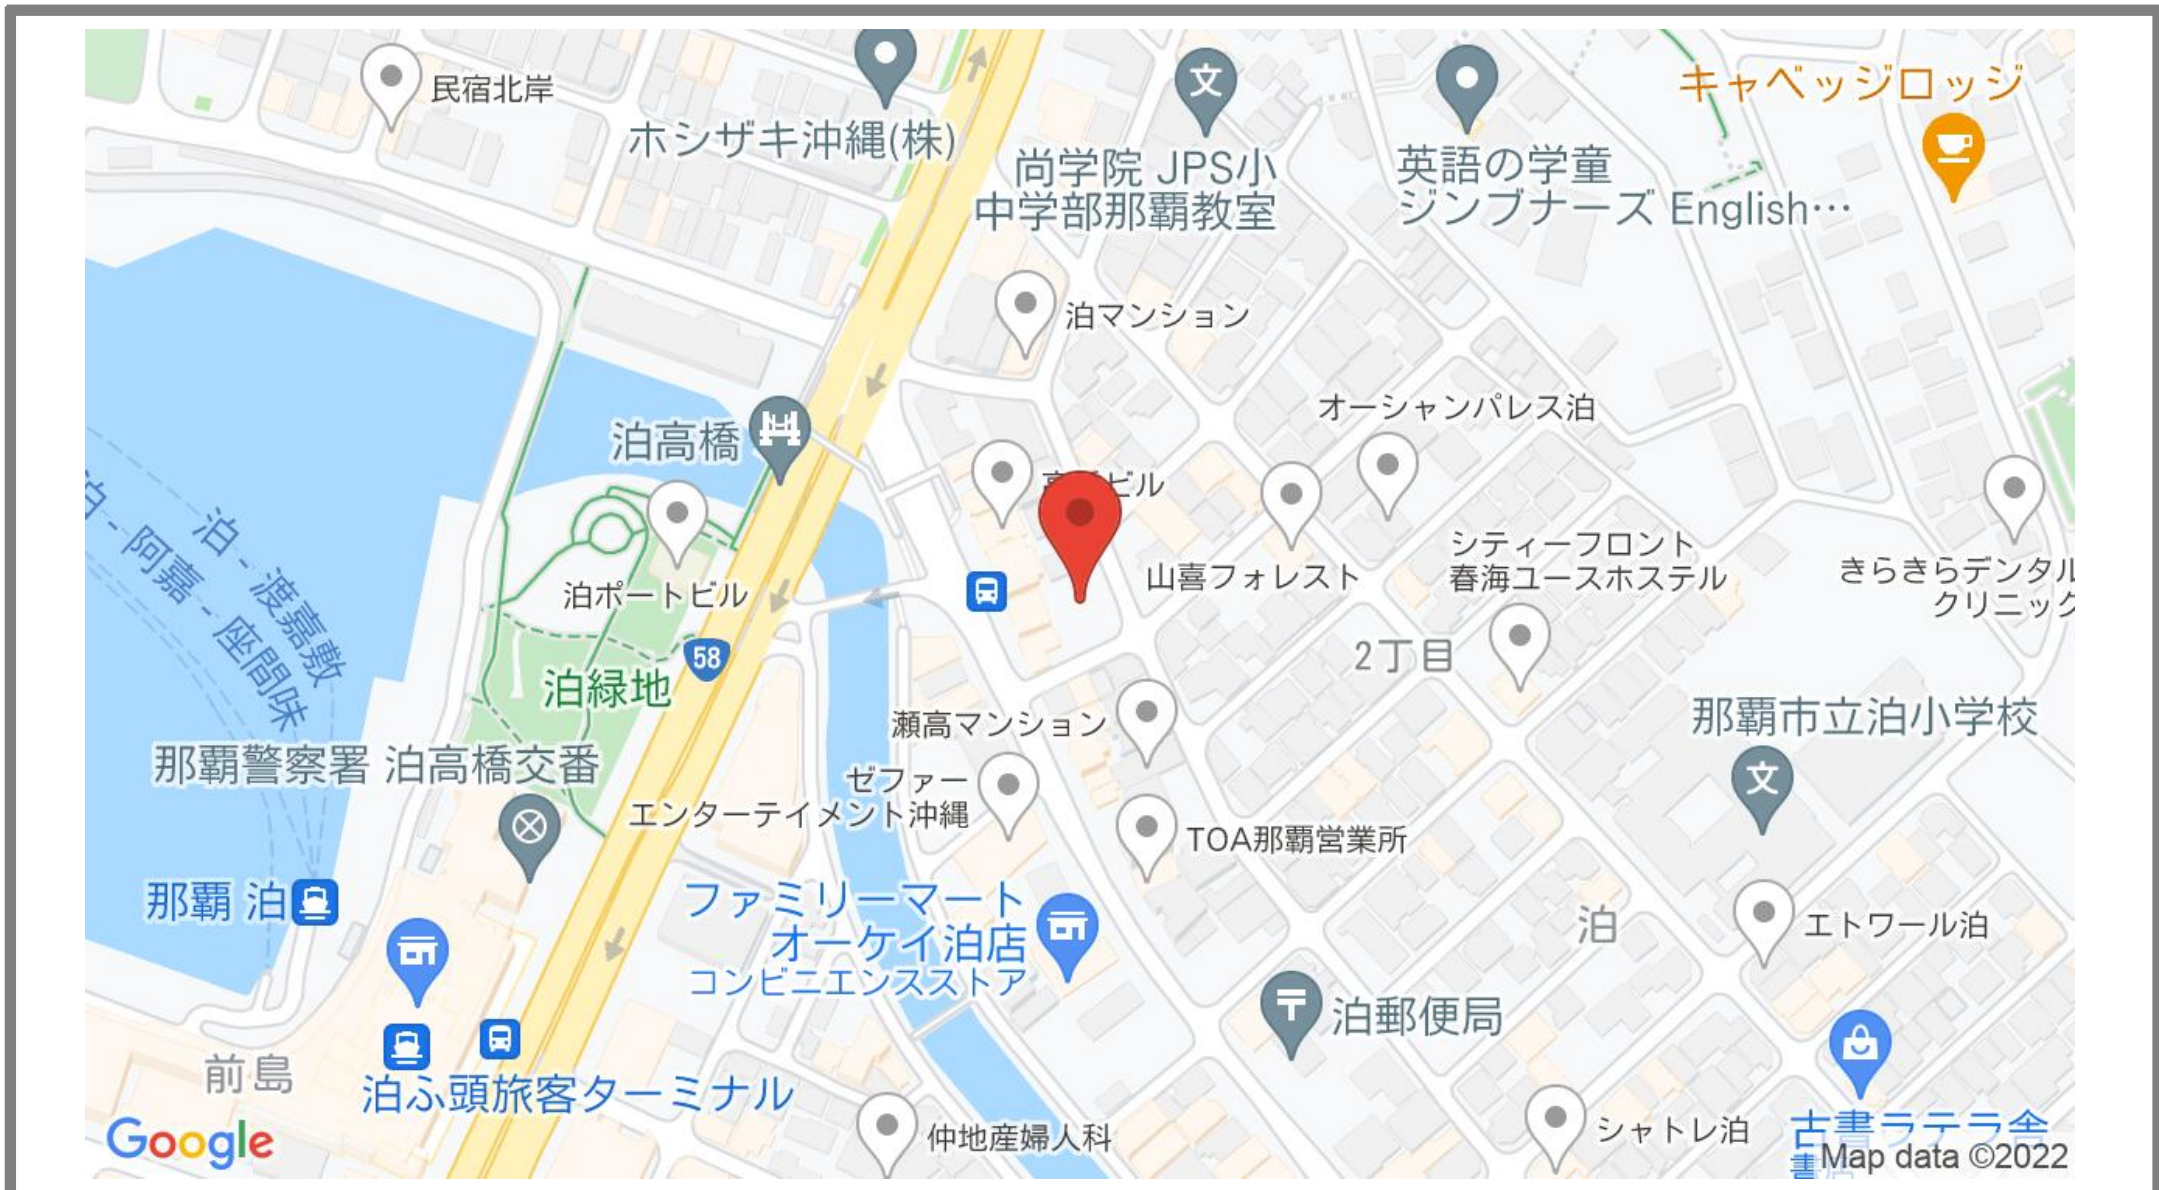 民宿北岸
ホシザキ沖縄(株)
尚学院 JPS小
中学部那覇教室
英語の学童
ジンブナーズ English…
キャベッジロッジ
泊マンション
オーシャンパレス泊
泊高橋
ビル
泊ポートビル
山喜フォレスト
シティーフロント
春海ユースホステル
きらきらデンタル
クリニック
泊 - 渡嘉敷
泊 - 阿嘉 - 座間味
58
泊緑地
2丁目
瀬高マンション
那覇市立泊小学校
文
文
那覇警察署 泊高橋交番
ゼファー
エンターテイメント沖縄
TOA那覇営業所
那覇 泊
ファミリーマート
オーケイ泊店
コンビニエンスストア
泊
エトワール泊
泊郵便局
前島
泊ふ頭旅客ターミナル
仲地産婦人科
シャトレ泊
古書ラテラ舎
Google
Map data ©2022